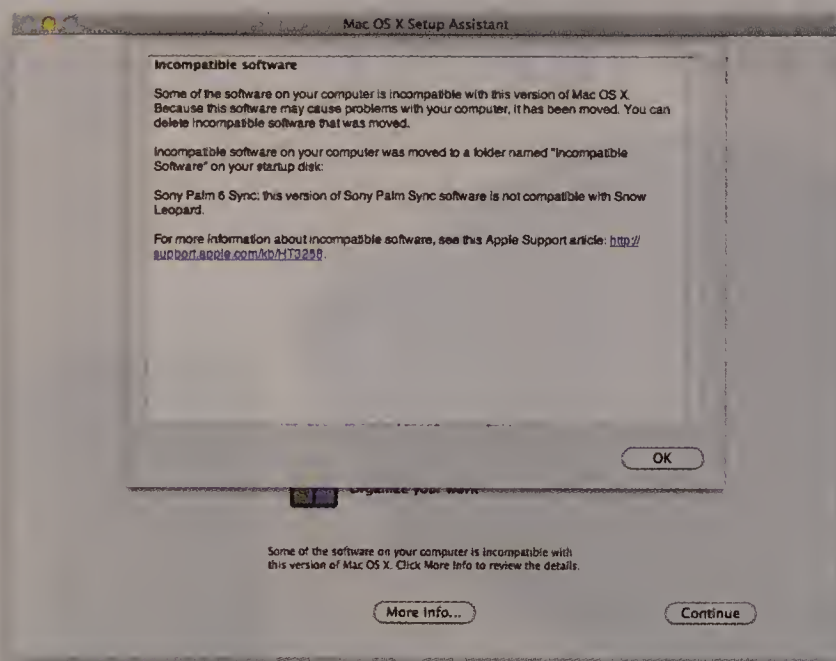 Mac OS X Setup Assistant
Incompatible software
Some of the software on your computer is incompatible with this version of Mac OS X.
Because this software may cause problems with your computer, it has been moved. You can
delete incompatible software that was moved.
Incompatible software on your computer was moved to a folder named "Incompatible
Software" on your startup disk:
Sony Palm 6 Sync: this version of Sony Palm Sync software is not compatible with Snow
Leopard.
For more information about incompatible software, see this Apple Support article: http://
support.apple.com/kb/HT3258.
OK
Organize your work
Some of the software on your computer is incompatible with
this version of Mac OS X. Click More Info to review the details.
More Info...
Continue